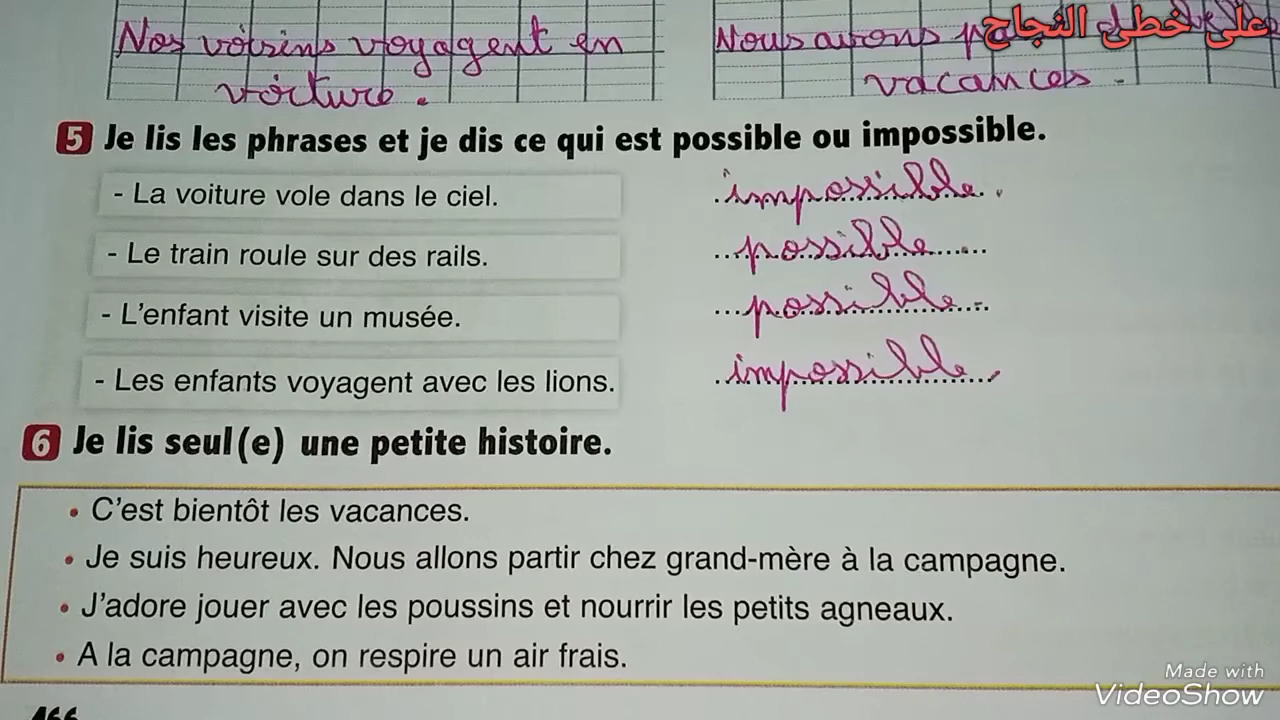 على خطى النجاح
Nos voisins voyagent en
voiture.
Nous avons
vacances.
5 Je lis les phrases et je dis ce qui est possible ou impossible.
- La voiture vole dans le ciel. impossible.
- Le train roule sur des rails. possible
- L'enfant visite un musée. possible
- Les enfants voyagent avec les lions. impossible
6 Je lis seul(e) une petite histoire.
• C'est bientôt les vacances.
• Je suis heureux. Nous allons partir chez grand-mère à la campagne.
• J'adore jouer avec les poussins et nourrir les petits agneaux.
• A la campagne, on respire un air frais.
Made with
VideoShow